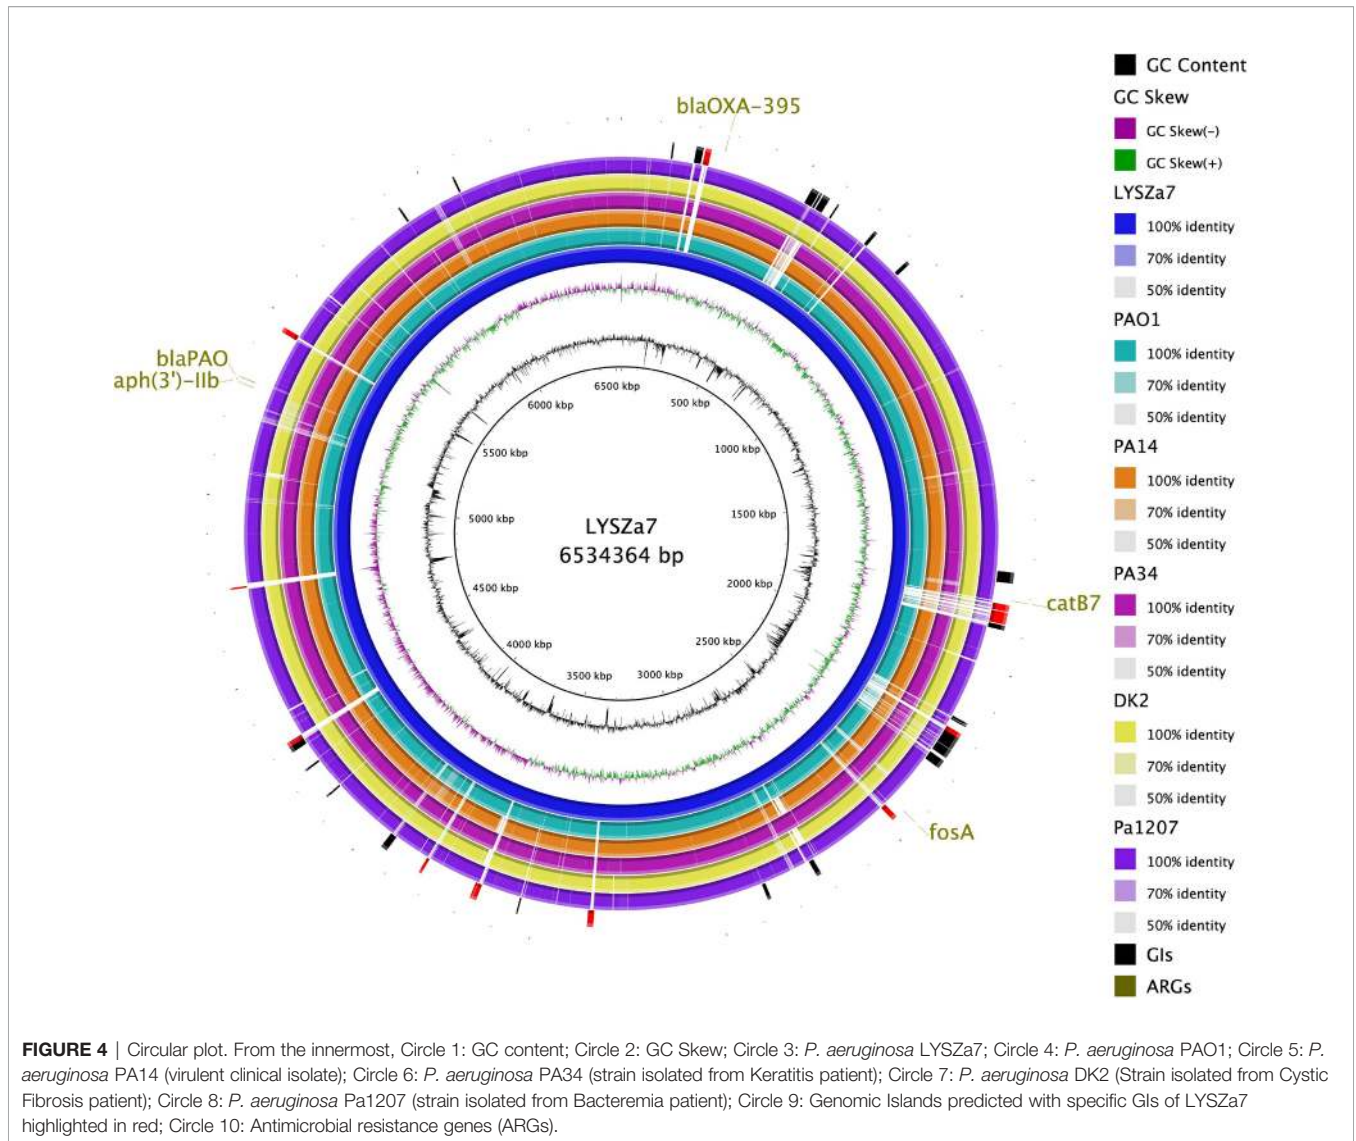 blaOXA-395
blaPAO
aph(3')-IIb
catB7
fosA
6500 kbp
500 kbp
1000 kbp
1500 kbp
2000 kbp
2500 kbp
3000 kbp
3500 kbp
4000 kbp
4500 kbp
5000 kbp
5500 kbp
6000 kbp
LYSZa7
6534364 bp
GC Content
GC Skew
GC Skew(-)
GC Skew(+)
LYSZa7
100% identity
70% identity
50% identity
PAO1
100% identity
70% identity
50% identity
PA14
100% identity
70% identity
50% identity
PA34
100% identity
70% identity
50% identity
DK2
100% identity
70% identity
50% identity
Pa1207
100% identity
70% identity
50% identity
GIs
ARGs
FIGURE 4 | Circular plot. From the innermost, Circle 1: GC content; Circle 2: GC Skew; Circle 3: P. aeruginosa LYSZa7; Circle 4: P. aeruginosa PAO1; Circle 5: P.
aeruginosa PA14 (virulent clinical isolate); Circle 6: P. aeruginosa PA34 (strain isolated from Keratitis patient); Circle 7: P. aeruginosa DK2 (Strain isolated from Cystic
Fibrosis patient); Circle 8: P. aeruginosa Pa1207 (strain isolated from Bacteremia patient); Circle 9: Genomic Islands predicted with specific GIs of LYSZa7
highlighted in red; Circle 10: Antimicrobial resistance genes (ARGs).